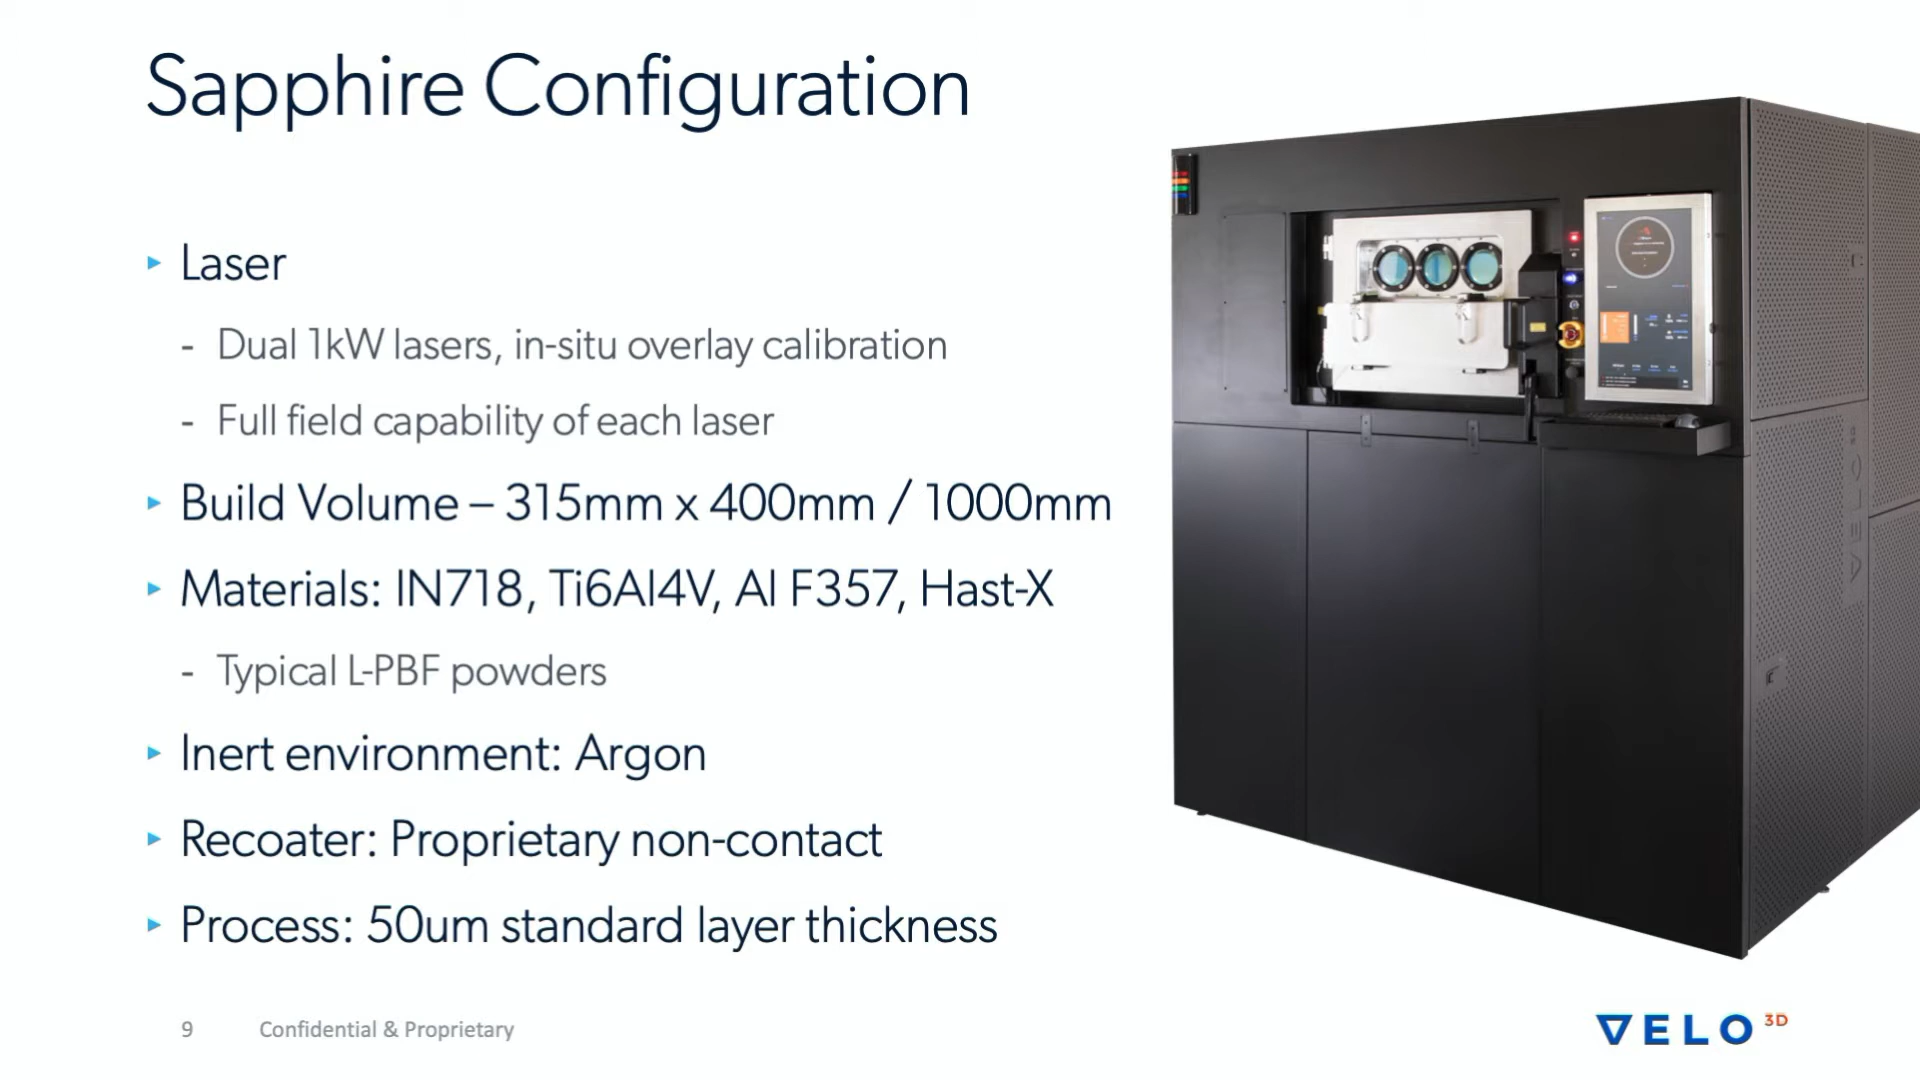 Sapphire Configuration
▸ Laser
- Dual 1kW lasers, in-situ overlay calibration
- Full field capability of each laser
▸ Build Volume – 315mm x 400mm / 1000mm
▸ Materials: IN718, Ti6Al4V, Al F357, Hast-X
- Typical L-PBF powders
▸ Inert environment: Argon
▸ Recoater: Proprietary non-contact
▸ Process: 50um standard layer thickness
9 Confidential & Proprietary
VELO 3D
VELO 3D